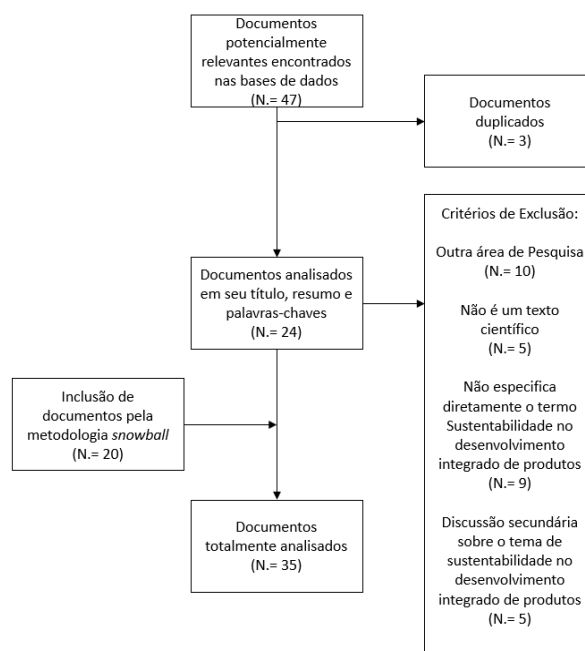 Documentos
potencialmente
relevantes encontrados
nas bases de dados
(N.= 47)
Documentos
duplicados
(N.= 3)
Critérios de Exclusão:
Outra área de Pesquisa
(N.= 10)
Não é um texto
científico
(N.= 5)
Não especifica
diretamente o termo
Sustentabilidade no
desenvolvimento
integrado de produtos
(N.= 9)
Discussão secundária
sobre o tema de
sustentabilidade no
desenvolvimento
integrado de produtos
(N.= 5)
Documentos analisados
em seu título, resumo e
palavras-chaves
(N.= 24)
Inclusão de
documentos pela
metodologia snowball
(N.= 20)
Documentos
totalmente analisados
(N.= 35)